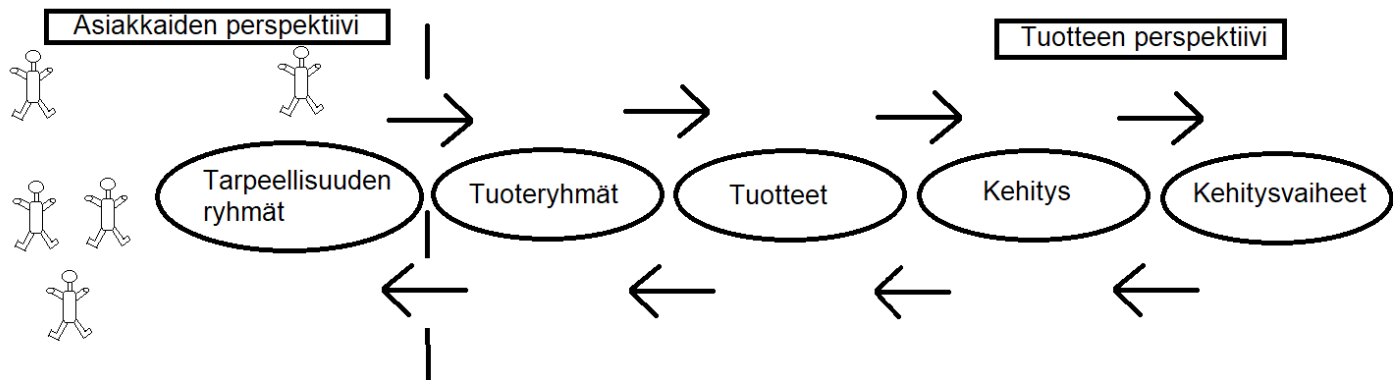 Asiakkaiden perspektiivi
Tuotteen perspektiivi
Tarpeellisuuden
ryhmät
Tuoteryhmät
Tuotteet
Kehitys
Kehitysvaiheet